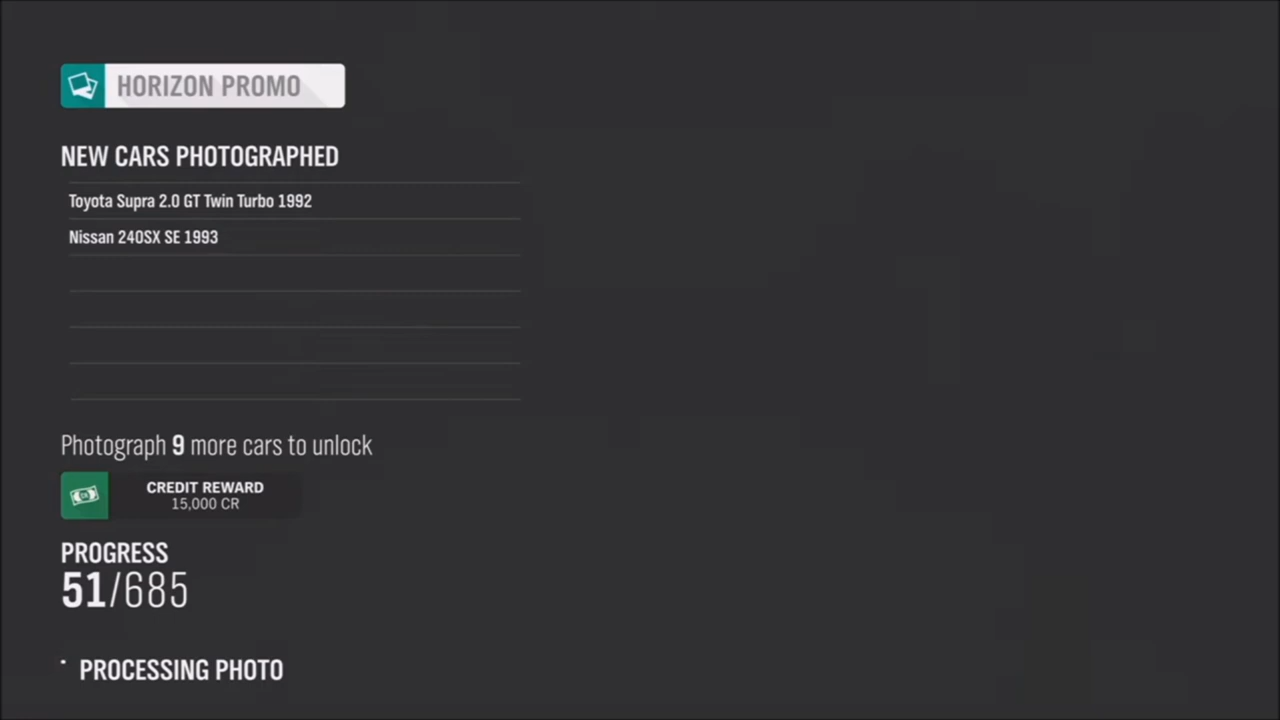 HORIZON PROMO
NEW CARS PHOTOGRAPHED
Toyota Supra 2.0 GT Twin Turbo 1992
Nissan 240SX SE 1993
Photograph 9 more cars to unlock
CREDIT REWARD
15,000 CR
PROGRESS
51/685
PROCESSING PHOTO